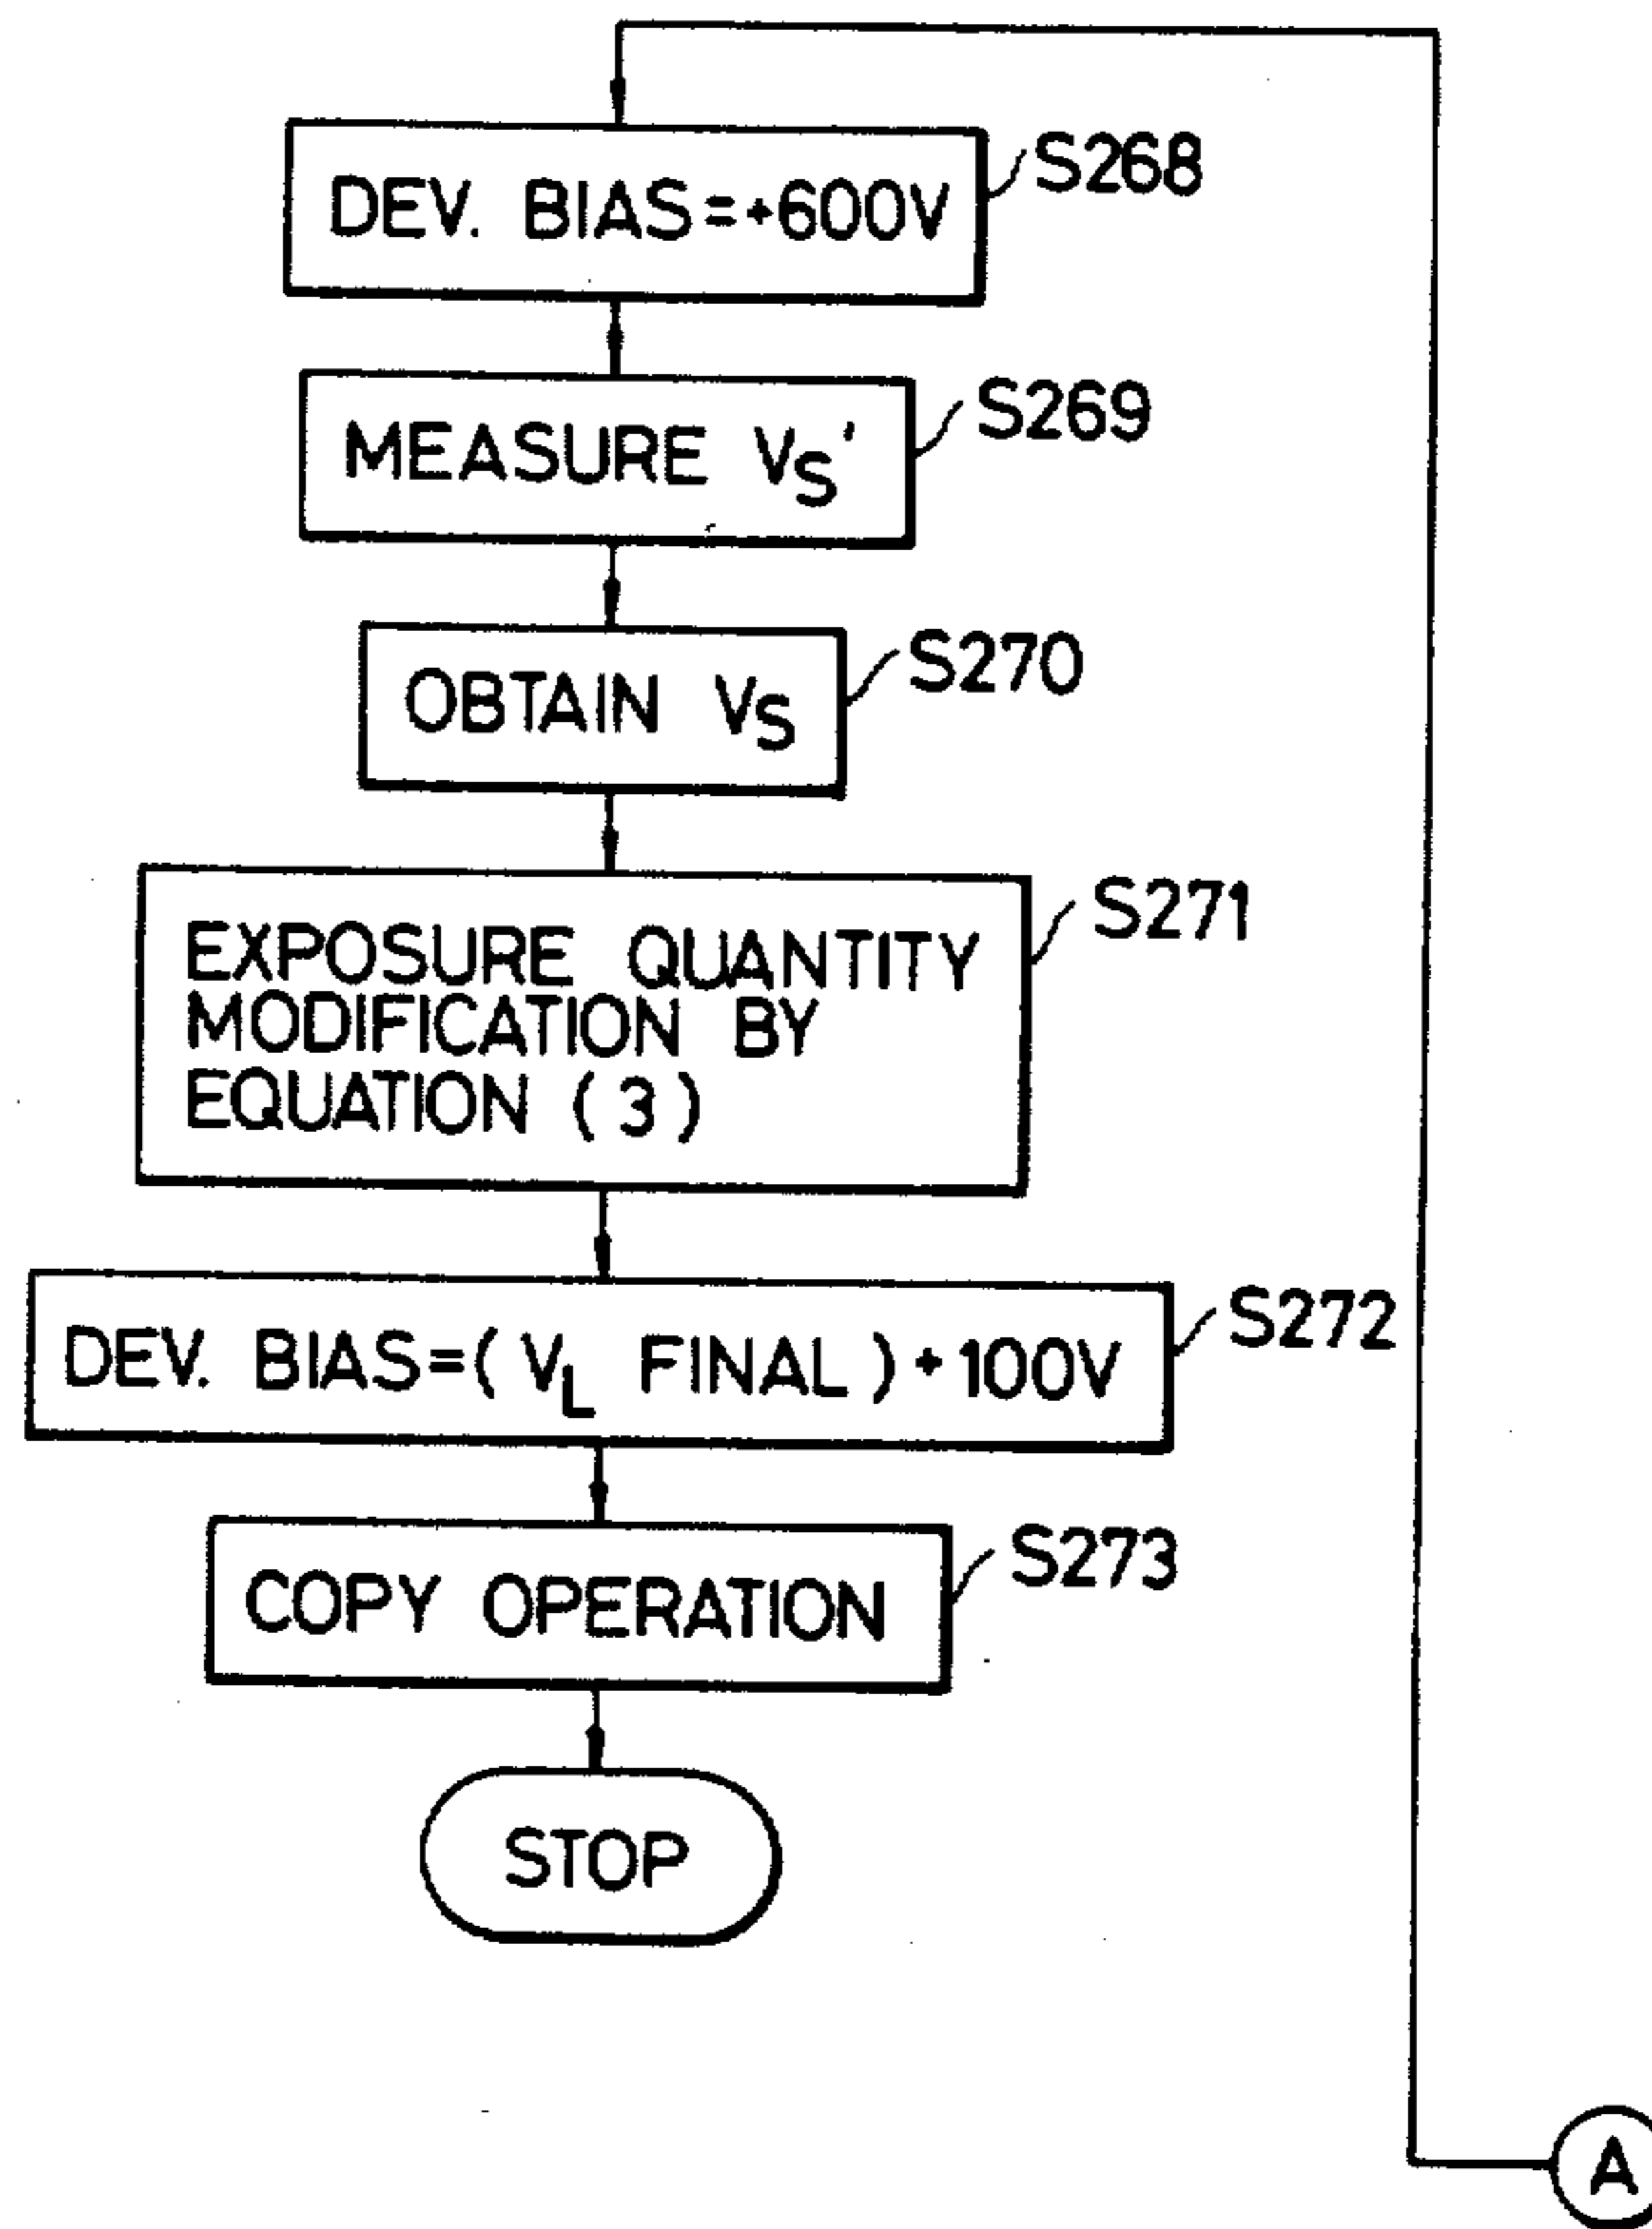 DEV. BIAS=+600V
S268
MEASURE VS'
S269
OBTAIN VS
S270
EXPOSURE QUANTITY
MODIFICATION BY
EQUATION (3)
S271
DEV. BIAS=(VL FINAL)+100V
S272
COPY OPERATION
S273
STOP
A